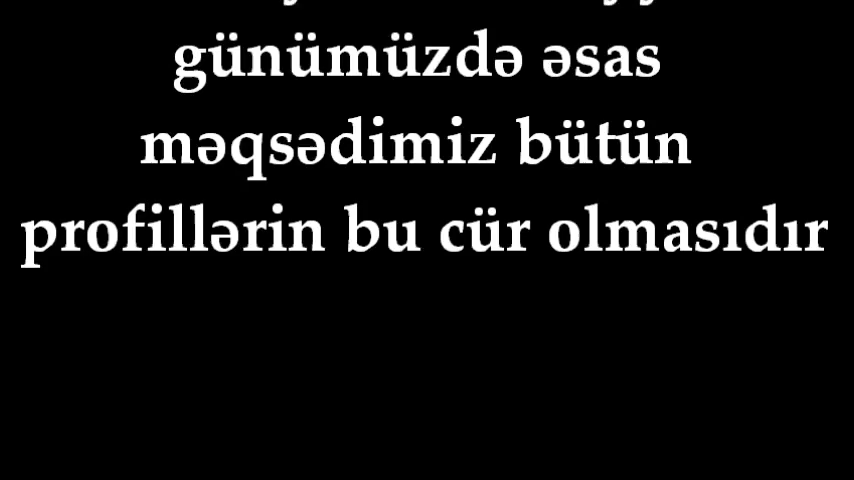 günümüzdə əsas
məqsədimiz bütün
profillərin bu cür olmasıdır